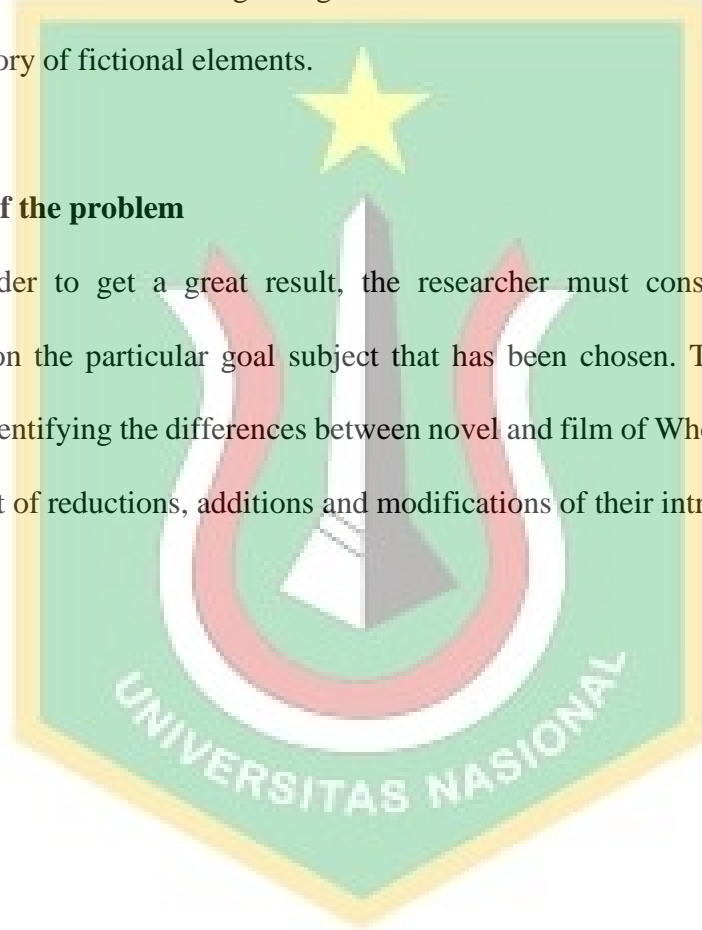 ory of fictional elements.
f the problem
der to get a great result, the researcher must cons
on the particular goal subject that has been chosen. T
entifying the differences between novel and film of Wh
t of reductions, additions and modifications of their intr
UNIVERSITAS NASIONAL